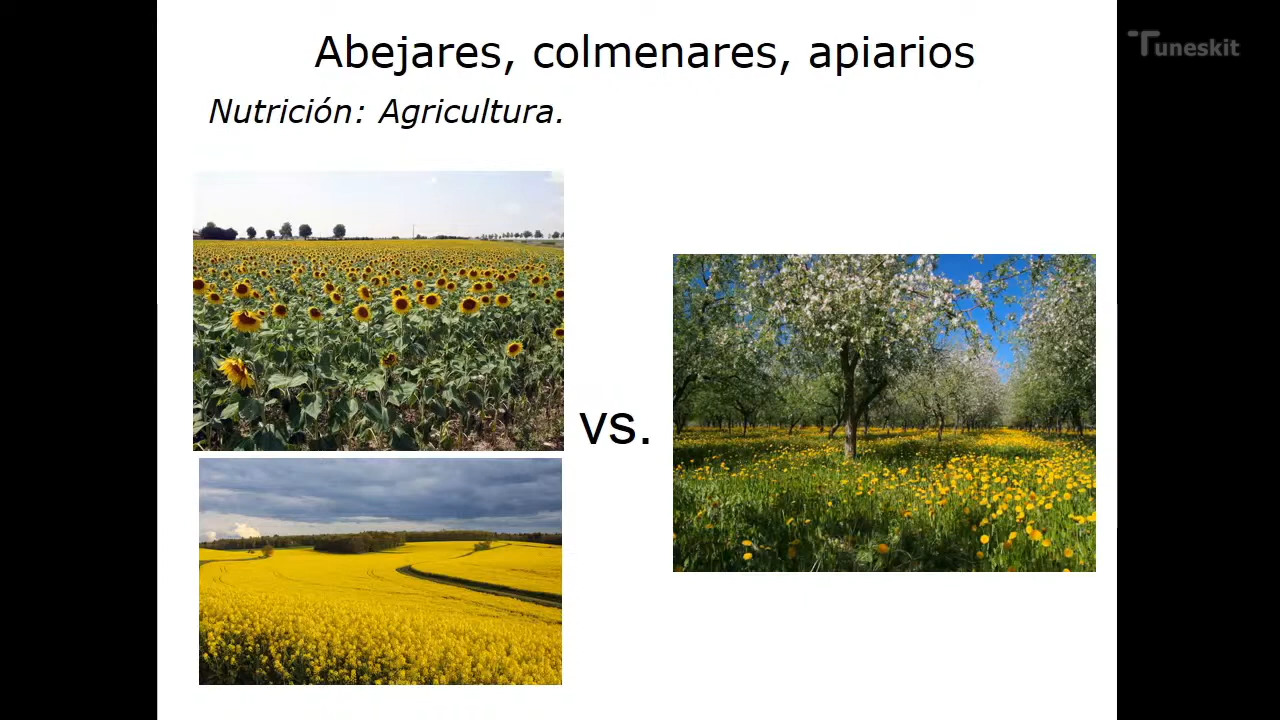 Abejares, colmenares, apiarios
Tuneskit
Nutrición: Agricultura.
vs.